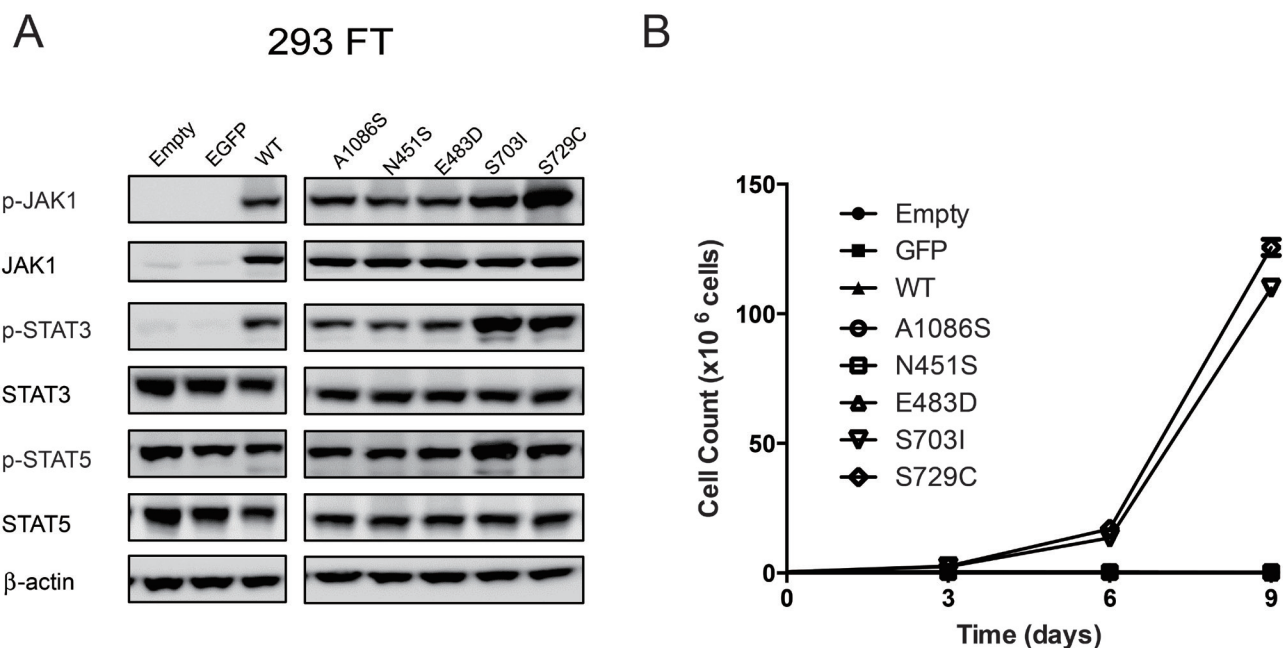 A
293 FT
Empty EGFP WT A1086S N451S E483D S703I S729C
p-JAK1
JAK1
p-STAT3
STAT3
p-STAT5
STAT5
β-actin
B
Cell Count (x10 6 cells)
150
100
50
0
Empty
GFP
WT
A1086S
N451S
E483D
S703I
S729C
0 3 6 9
Time (days)